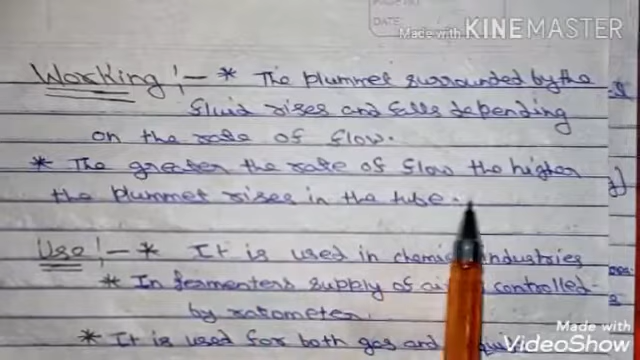 PAGE NO.
DATE:
Made with KINEMASTER
Working :- * The plummet surrounded by the
fluid rises and falls depending
on the rate of flow.
* The greater the rate of flow the higher
the plummet rises in the tube.
Use :- * It is used in chemical industries
* In fermenters supply of controlled
by rotameter.
* It is used for both gas and
Made with
VideoShow